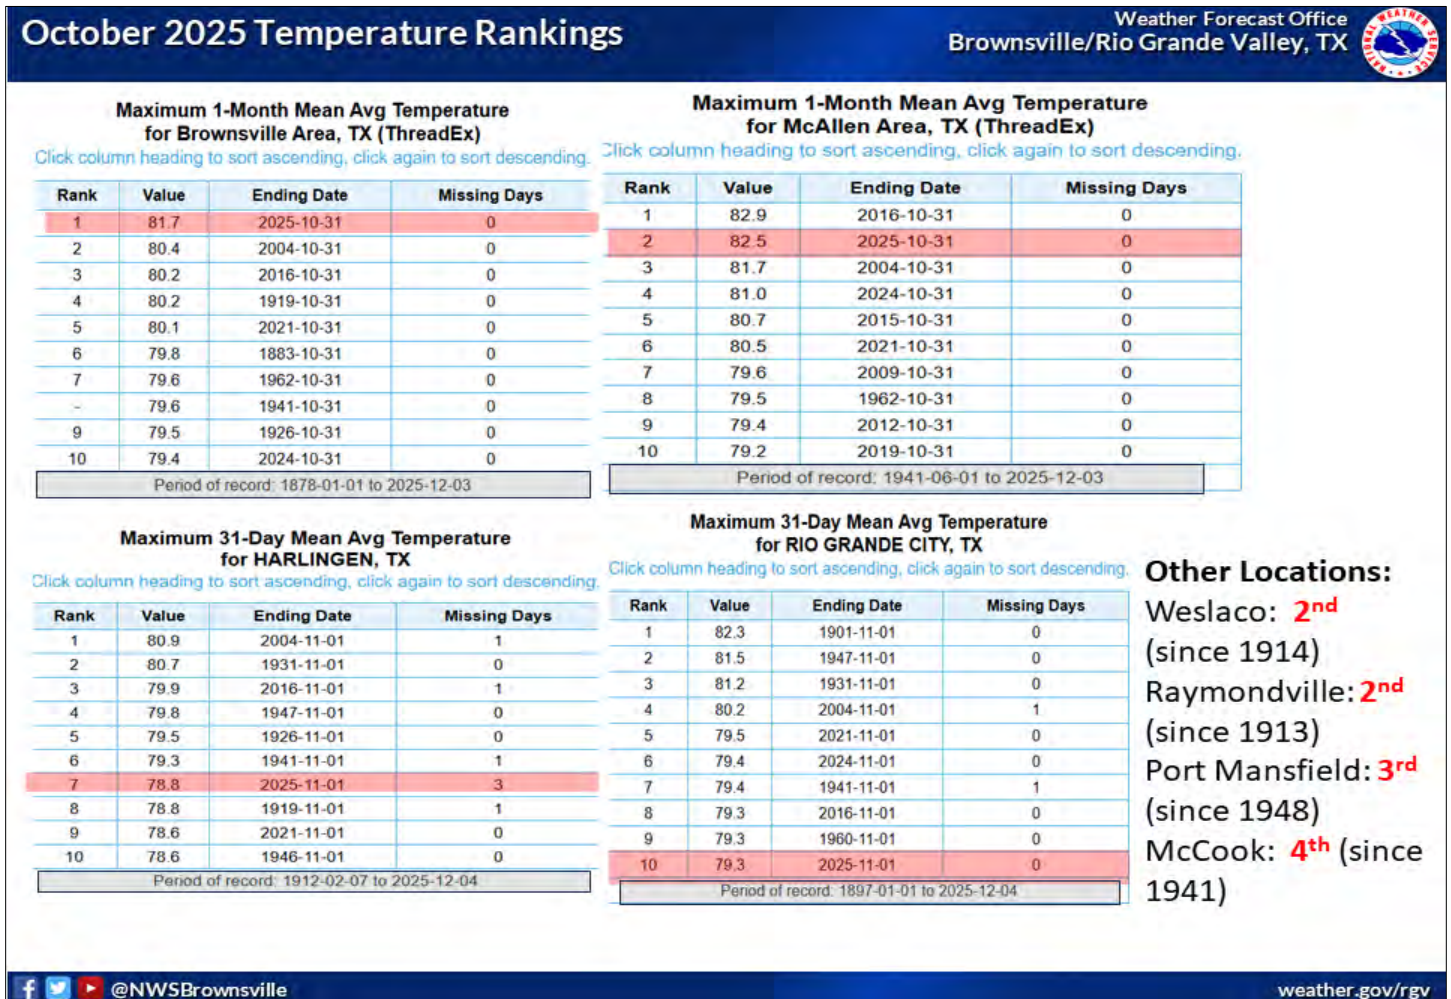 October 2025 Temperature Rankings
Weather Forecast Office
Brownsville/Rio Grande Valley, TX
NATIONAL WEATHER SERVICE
Maximum 1-Month Mean Avg Temperature
for Brownsville Area, TX (ThreadEx)
Click column heading to sort ascending, click again to sort descending.
Rank Value Ending Date Missing Days
1 81.7 2025-10-31 0
2 80.4 2004-10-31 0
3 80.2 2016-10-31 0
4 80.2 1919-10-31 0
5 80.1 2021-10-31 0
6 79.8 1883-10-31 0
7 79.6 1962-10-31 0
- 79.6 1941-10-31 0
9 79.5 1926-10-31 0
10 79.4 2024-10-31 0
Period of record: 1878-01-01 to 2025-12-03
Maximum 1-Month Mean Avg Temperature
for McAllen Area, TX (ThreadEx)
Click column heading to sort ascending, click again to sort descending.
Rank Value Ending Date Missing Days
1 82.9 2016-10-31 0
2 82.5 2025-10-31 0
3 81.7 2004-10-31 0
4 81.0 2024-10-31 0
5 80.7 2015-10-31 0
6 80.5 2021-10-31 0
7 79.6 2009-10-31 0
8 79.5 1962-10-31 0
9 79.4 2012-10-31 0
10 79.2 2019-10-31 0
Period of record: 1941-06-01 to 2025-12-03
Maximum 31-Day Mean Avg Temperature
for HARLINGEN, TX
Click column heading to sort ascending, click again to sort descending.
Rank Value Ending Date Missing Days
1 80.9 2004-11-01 1
2 80.7 1931-11-01 0
3 79.9 2016-11-01 1
4 79.8 1947-11-01 0
5 79.5 1926-11-01 0
6 79.3 1941-11-01 1
7 78.8 2025-11-01 3
8 78.8 1919-11-01 1
9 78.6 2021-11-01 0
10 78.6 1946-11-01 0
Period of record: 1912-02-07 to 2025-12-04
Maximum 31-Day Mean Avg Temperature
for RIO GRANDE CITY, TX
Click column heading to sort ascending, click again to sort descending.
Rank Value Ending Date Missing Days
1 82.3 1901-11-01 0
2 81.5 1947-11-01 0
3 81.2 1931-11-01 0
4 80.2 2004-11-01 1
5 79.5 2021-11-01 0
6 79.4 2024-11-01 0
7 79.4 1941-11-01 1
8 79.3 2016-11-01 0
9 79.3 1960-11-01 0
10 79.3 2025-11-01 0
Period of record: 1897-01-01 to 2025-12-04
Other Locations:
Weslaco: 2nd
(since 1914)
Raymondville: 2nd
(since 1913)
Port Mansfield: 3rd
(since 1948)
McCook: 4th (since
1941)
@NWSBrownsville
weather.gov/rgv